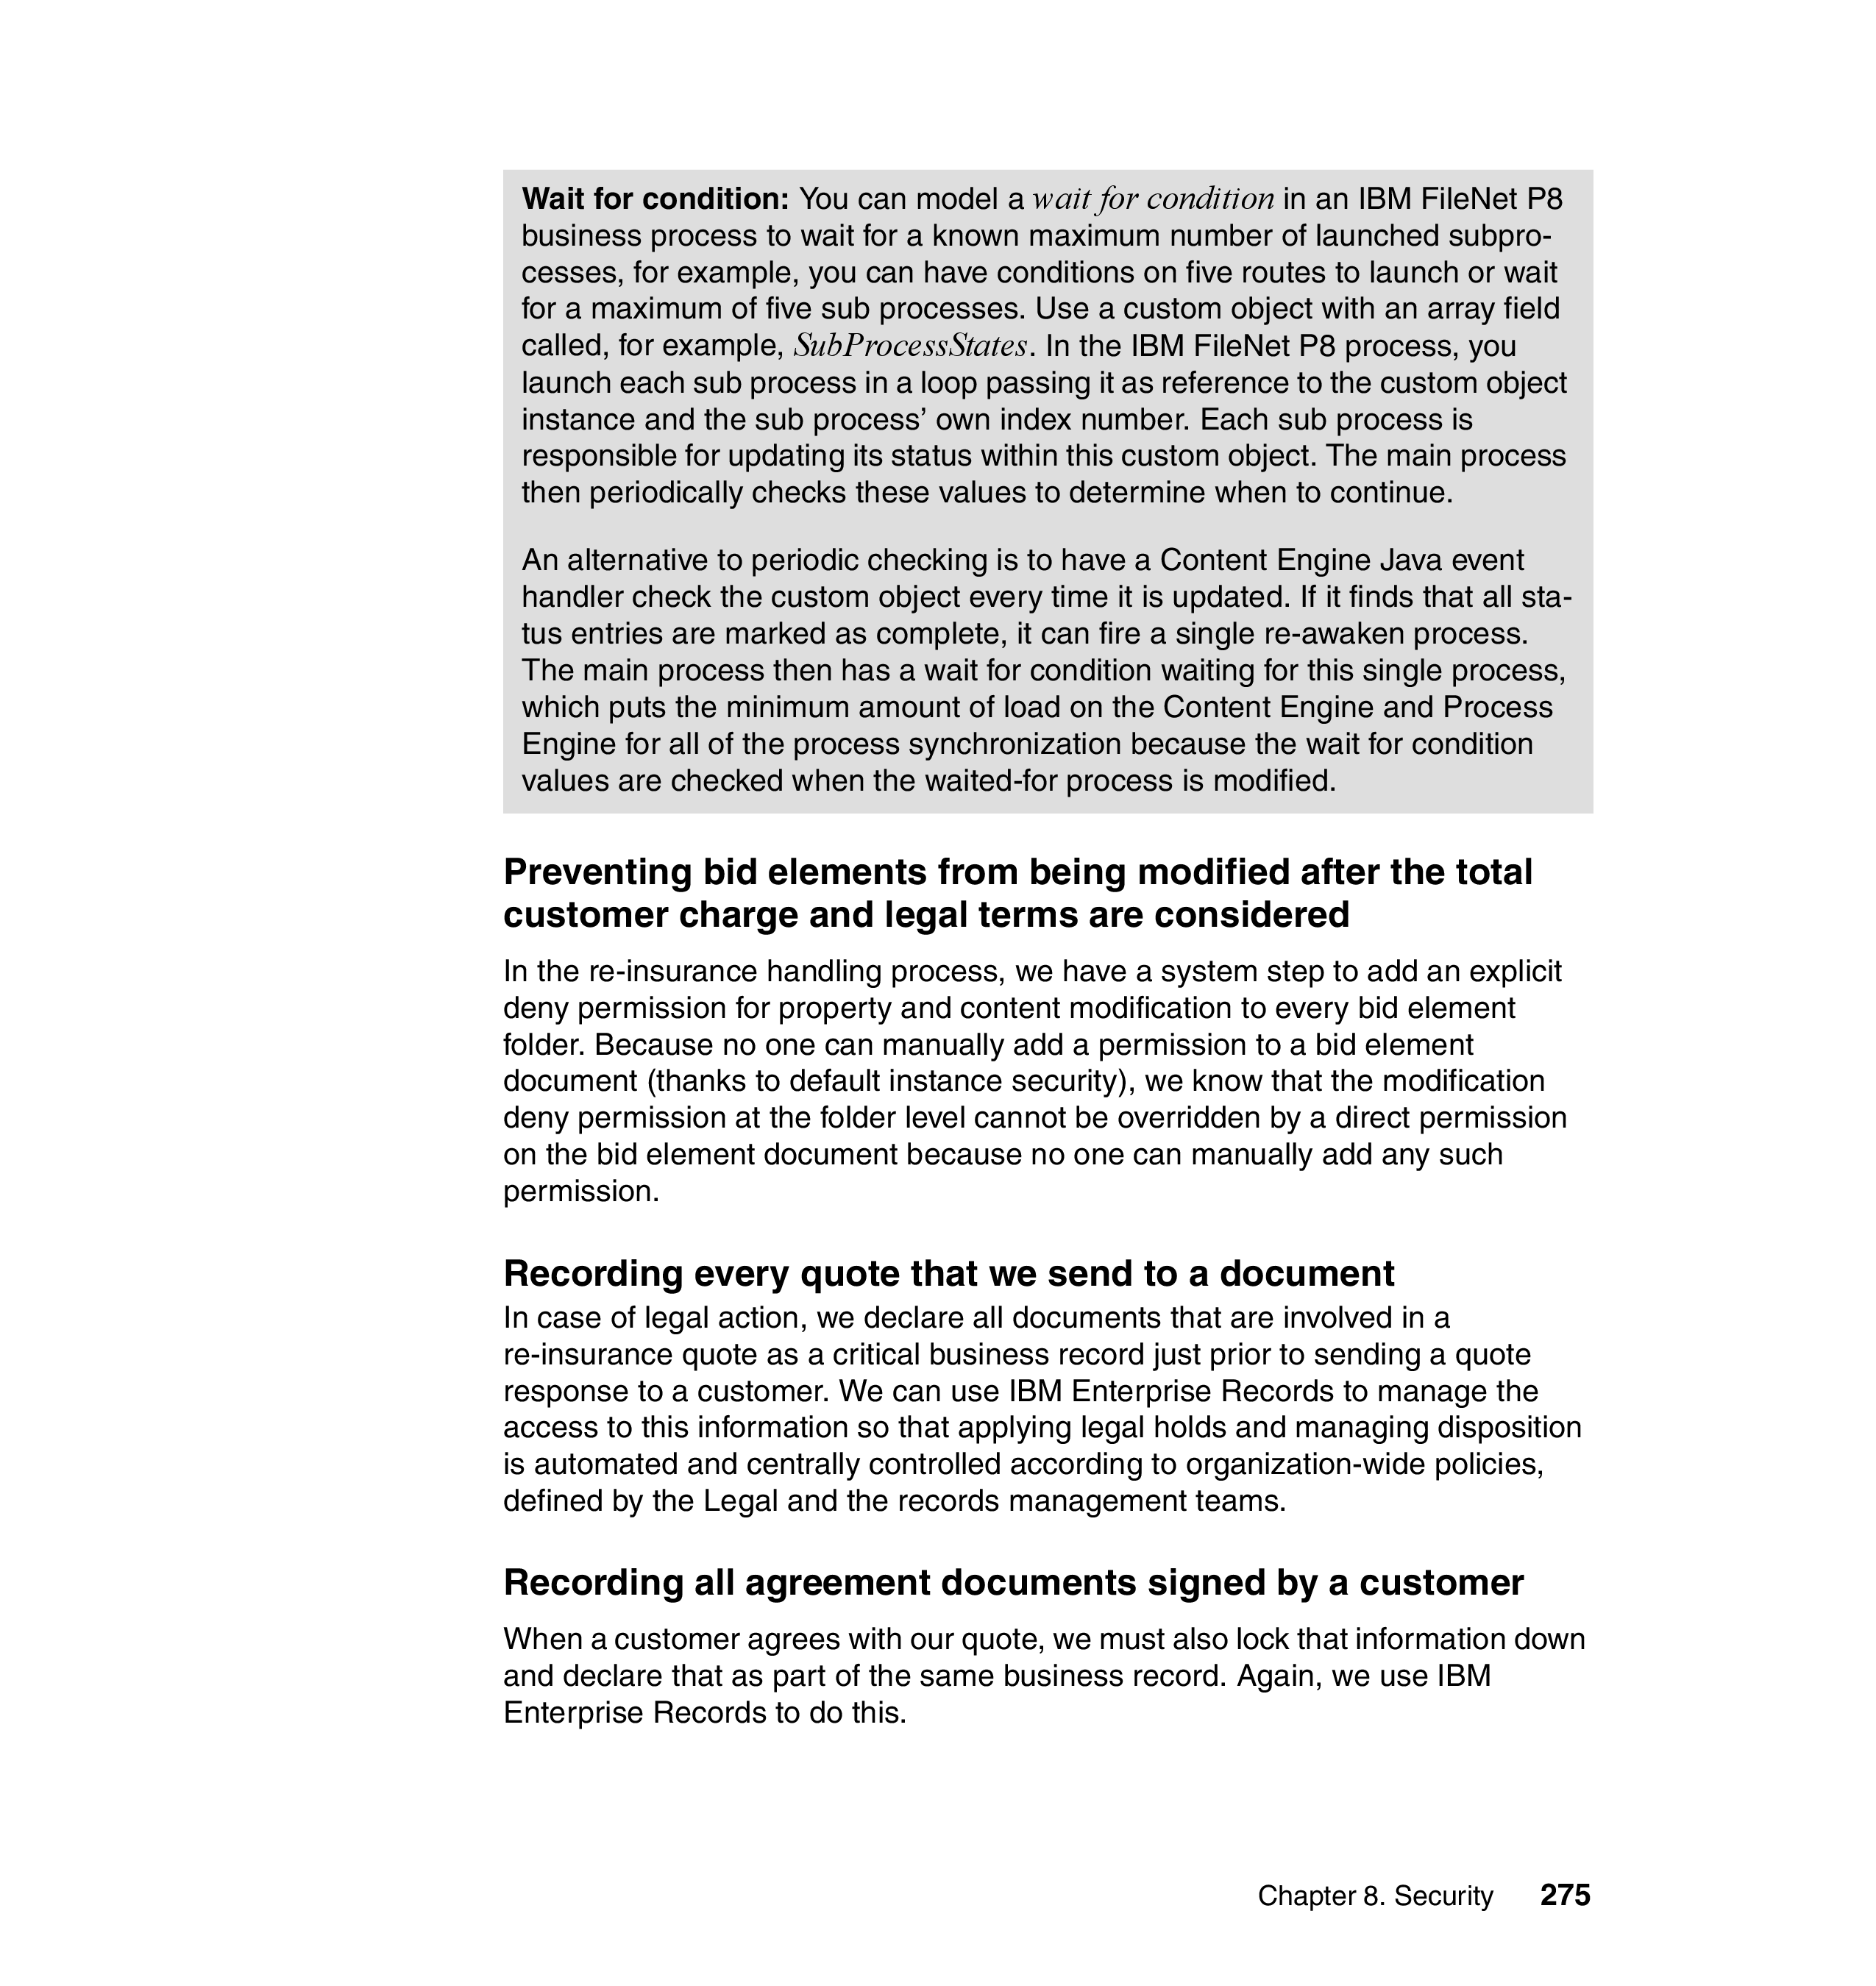 Wait for condition: You can model a wait for condition in an IBM FileNet P8
business process to wait for a known maximum number of launched subpro-
cesses, for example, you can have conditions on five routes to launch or wait
for a maximum of five sub processes. Use a custom object with an array field
called, for example, SubProcessStates. In the IBM FileNet P8 process, you
launch each sub process in a loop passing it as reference to the custom object
instance and the sub process’ own index number. Each sub process is
responsible for updating its status within this custom object. The main process
then periodically checks these values to determine when to continue.
An alternative to periodic checking is to have a Content Engine Java event
handler check the custom object every time it is updated. If it finds that all sta-
tus entries are marked as complete, it can fire a single re-awaken process.
The main process then has a wait for condition waiting for this single process,
which puts the minimum amount of load on the Content Engine and Process
Engine for all of the process synchronization because the wait for condition
values are checked when the waited-for process is modified.
Preventing bid elements from being modified after the total
customer charge and legal terms are considered
In the re-insurance handling process, we have a system step to add an explicit
deny permission for property and content modification to every bid element
folder. Because no one can manually add a permission to a bid element
document (thanks to default instance security), we know that the modification
deny permission at the folder level cannot be overridden by a direct permission
on the bid element document because no one can manually add any such
permission.
Recording every quote that we send to a document
In case of legal action, we declare all documents that are involved in a
re-insurance quote as a critical business record just prior to sending a quote
response to a customer. We can use IBM Enterprise Records to manage the
access to this information so that applying legal holds and managing disposition
is automated and centrally controlled according to organization-wide policies,
defined by the Legal and the records management teams.
Recording all agreement documents signed by a customer
When a customer agrees with our quote, we must also lock that information down
and declare that as part of the same business record. Again, we use IBM
Enterprise Records to do this.
Chapter 8. Security 275